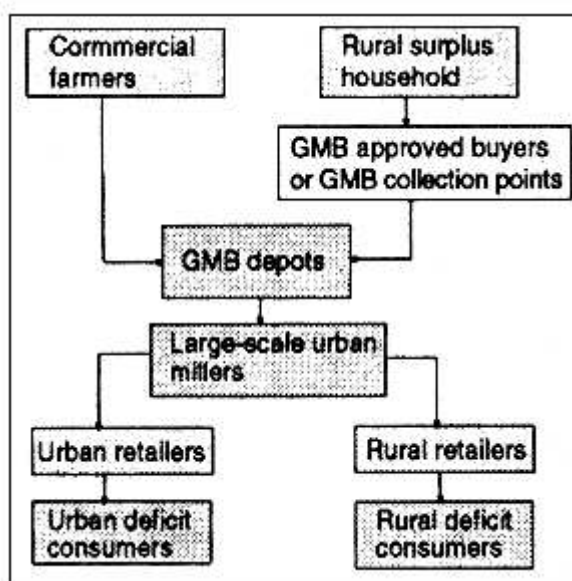 Cormmercial
farmers
Rural surplus
household
GMB approved buyers
or GMB collection points
GMB depots
Large-scale urban
millers
Urban retailers
Rural retailers
Urban deficit
consumers
Rural deficit
consumers